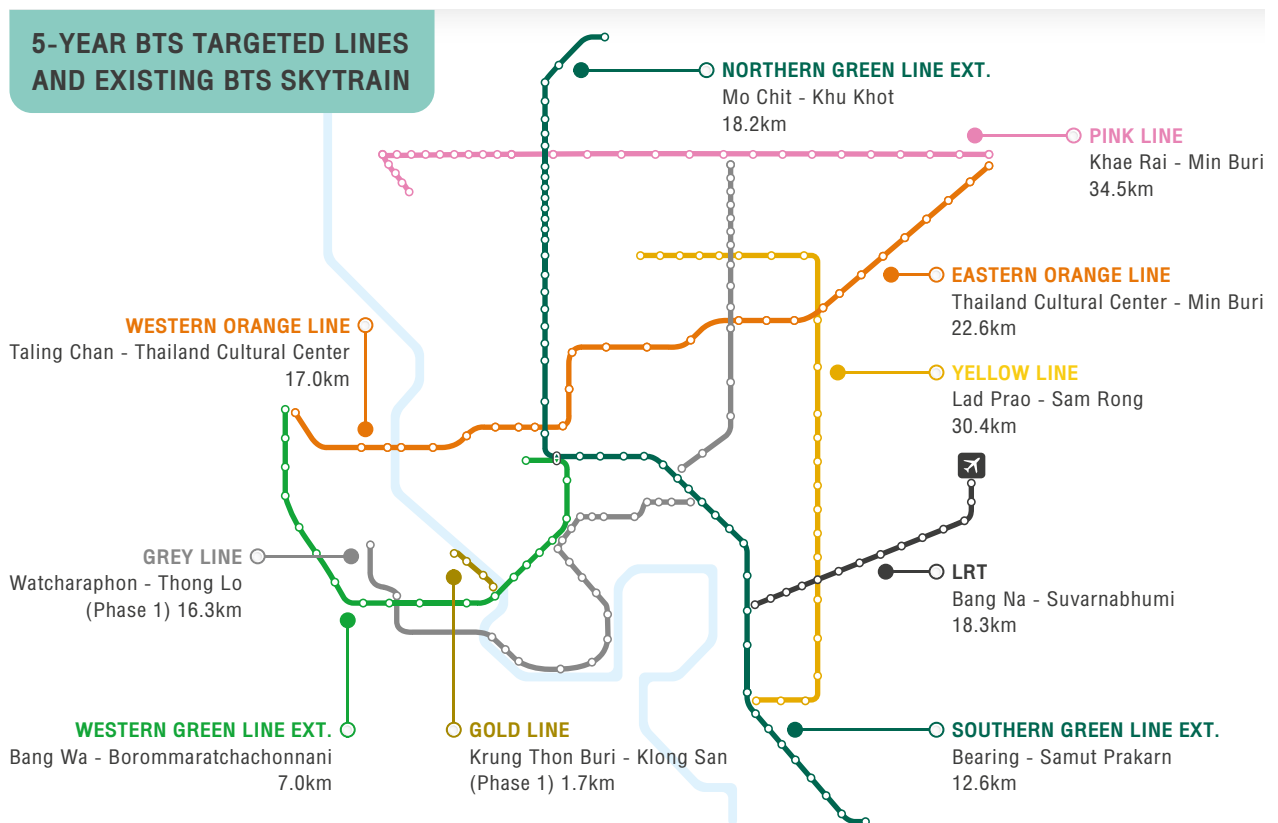 5-YEAR BTS TARGETED LINES
AND EXISTING BTS SKYTRAIN
NORTHERN GREEN LINE EXT.
Mo Chit - Khu Khot
18.2km
PINK LINE
Khae Rai - Min Buri
34.5km
EASTERN ORANGE LINE
Thailand Cultural Center - Min Buri
22.6km
WESTERN ORANGE LINE
Taling Chan - Thailand Cultural Center
17.0km
YELLOW LINE
Lad Prao - Sam Rong
30.4km
GREY LINE
Watcharaphon - Thong Lo
(Phase 1) 16.3km
LRT
Bang Na - Suvarnabhumi
18.3km
WESTERN GREEN LINE EXT.
Bang Wa - Borommaratchachonnani
7.0km
GOLD LINE
Krung Thon Buri - Klong San
(Phase 1) 1.7km
SOUTHERN GREEN LINE EXT.
Bearing - Samut Prakarn
12.6km